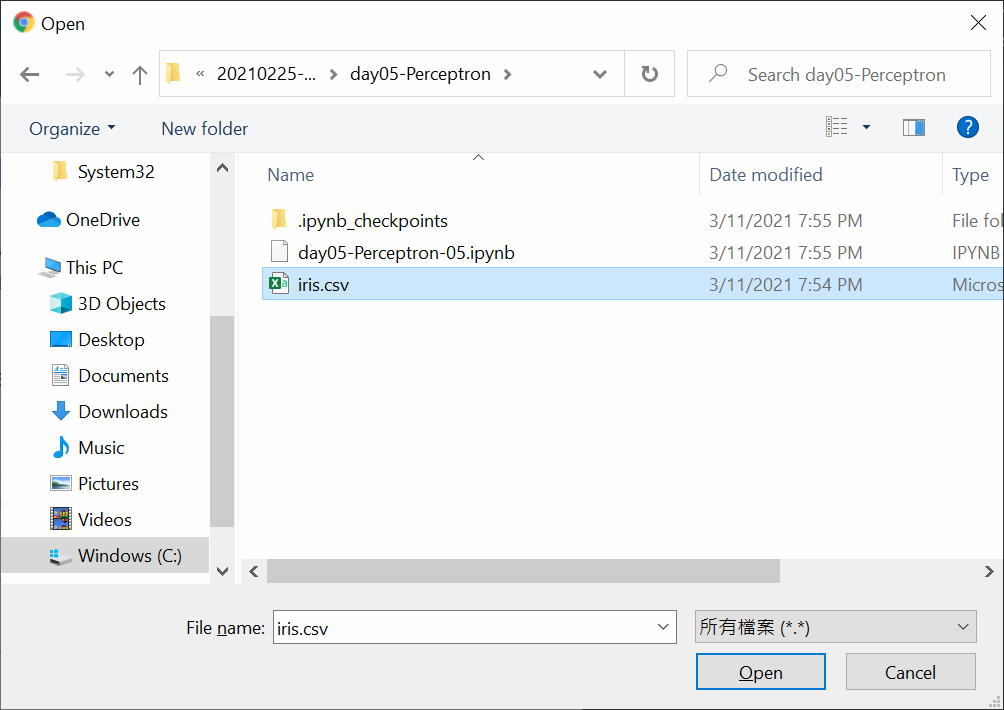 Open
« 20210225-... > day05-Perceptron >
Search day05-Perceptron
Organize
New folder
?
System32
OneDrive
This PC
3D Objects
Desktop
Documents
Downloads
Music
Pictures
Videos
Windows (C:)
Name Date modified Type
.ipynb_checkpoints 3/11/2021 7:55 PM File fol
day05-Perceptron-05.ipynb 3/11/2021 7:55 PM IPYNB
iris.csv 3/11/2021 7:54 PM Micros
File name: iris.csv
所有檔案 (*.*)
Open
Cancel